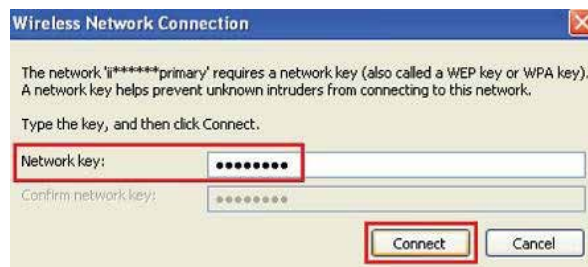 Wireless Network Connection
The network 'ii******primary' requires a network key (also called a WEP key or WPA key).
A network key helps prevent unknown intruders from connecting to this network.
Type the key, and then click Connect.
Network key: ••••••••
Confirm network key: ••••••••
Connect Cancel